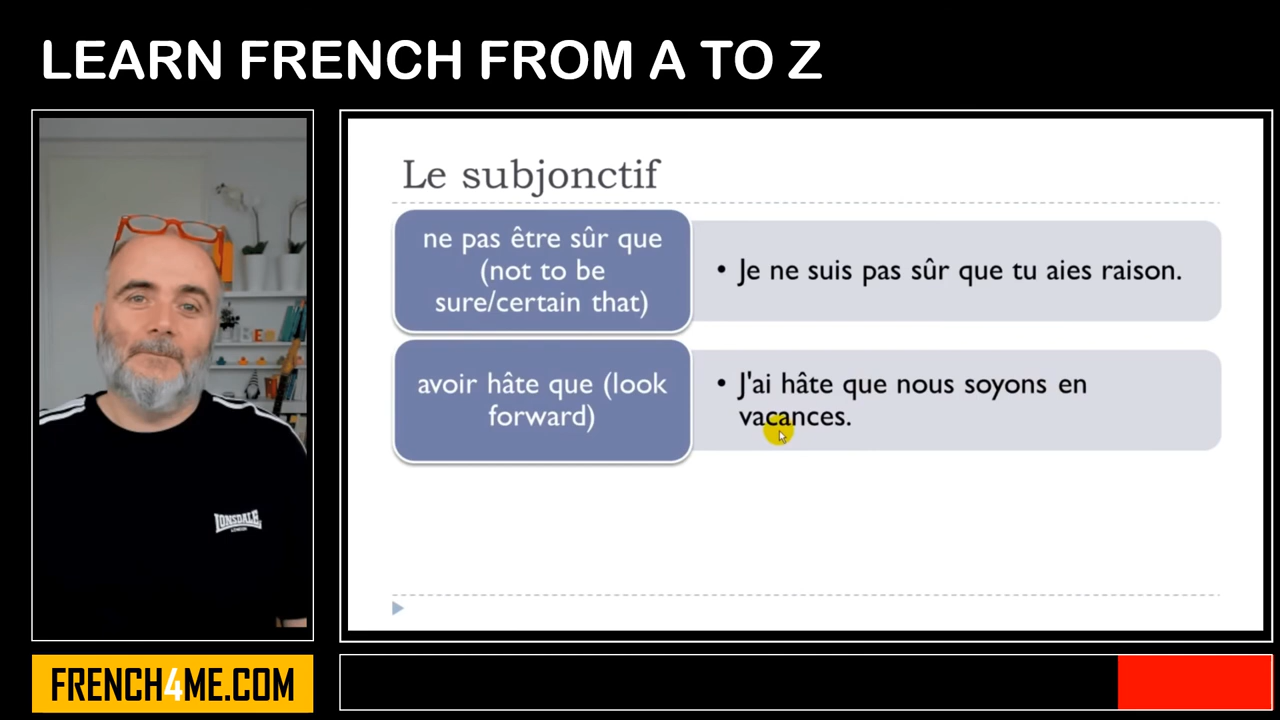 LEARN FRENCH FROM A TO Z
Le subjonctif
ne pas être sûr que
(not to be
sure/certain that)
• Je ne suis pas sûr que tu aies raison.
avoir hâte que (look
forward)
• J'ai hâte que nous soyons en
vacances.
LONSDALE
LONDON
FRENCH4ME.COM